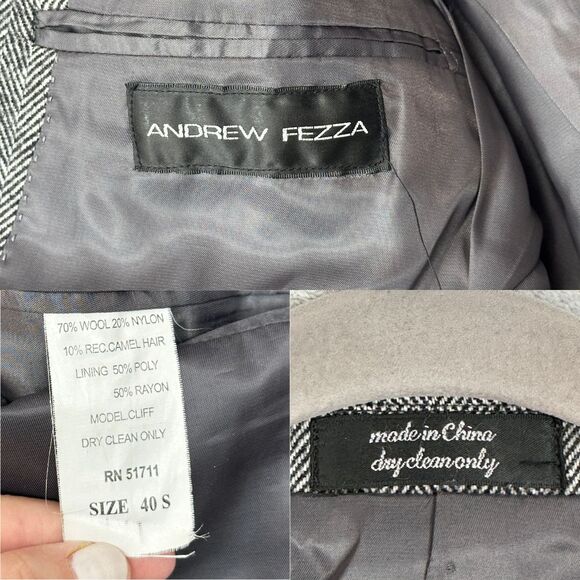 ANDREW FEZZA
70% WOOL 20% NYLON
10% REC.CAMEL HAIR
LINING 50% POLY
50% RAYON
MODEL.CLIFF
DRY CLEAN ONLY
RN 51711
SIZE 40 S
made in China
dry clean only